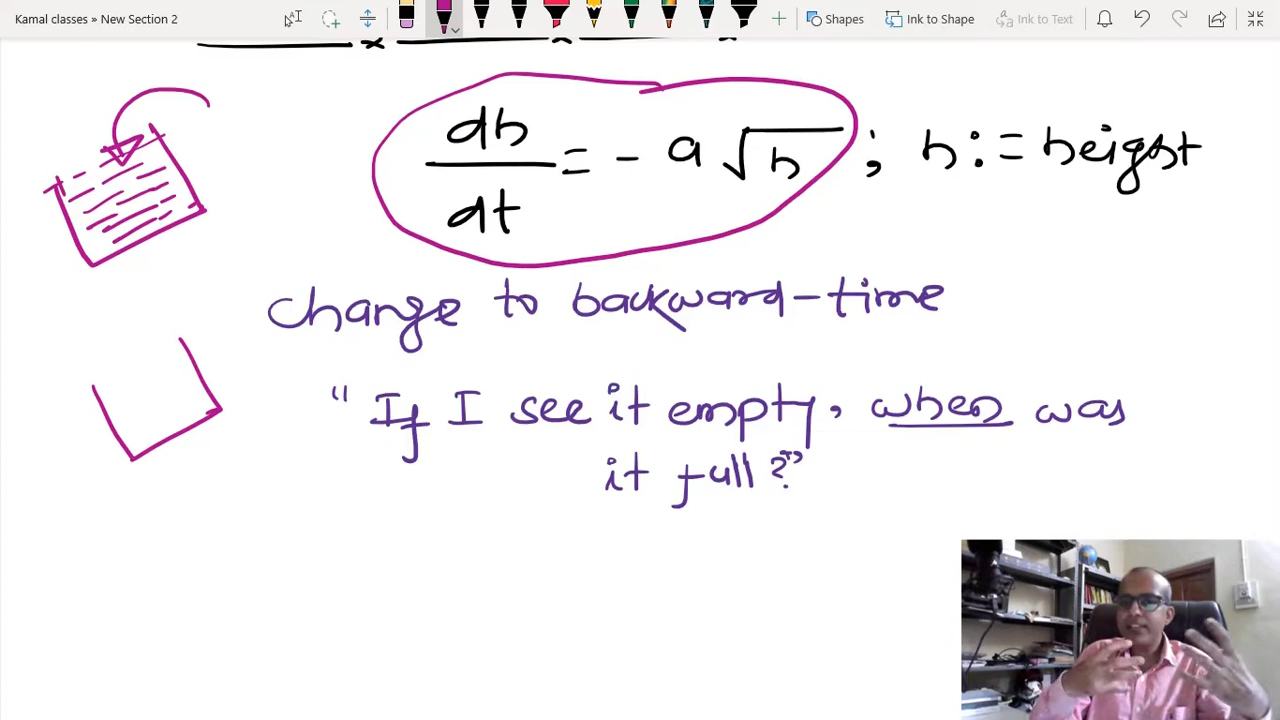 Kamal classes » New Section 2
Shapes
Ink to Shape
Ink to Text
dh/dt = - a √h ; h := height
change to backward-time
"If I see it empty, when was
it full?"